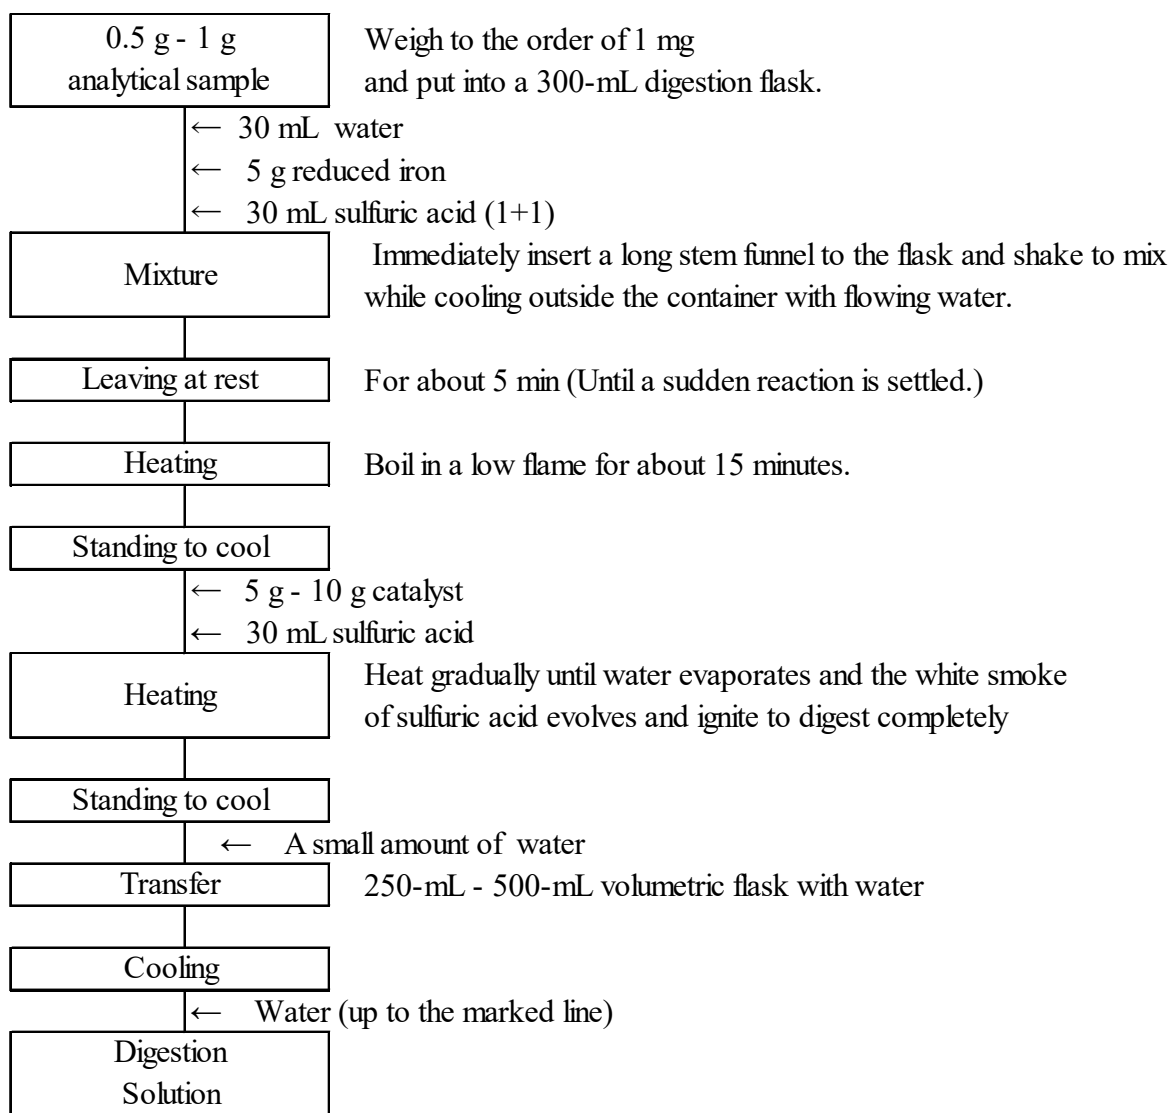 0.5 g - 1 g
analytical sample
Weigh to the order of 1 mg
and put into a 300-mL digestion flask.
← 30 mL water
← 5 g reduced iron
← 30 mL sulfuric acid (1+1)
Mixture
Immediately insert a long stem funnel to the flask and shake to mix
while cooling outside the container with flowing water.
Leaving at rest
For about 5 min (Until a sudden reaction is settled.)
Heating
Boil in a low flame for about 15 minutes.
Standing to cool
← 5 g - 10 g catalyst
← 30 mL sulfuric acid
Heating
Heat gradually until water evaporates and the white smoke
of sulfuric acid evolves and ignite to digest completely
Standing to cool
← A small amount of water
Transfer
250-mL - 500-mL volumetric flask with water
Cooling
← Water (up to the marked line)
Digestion
Solution